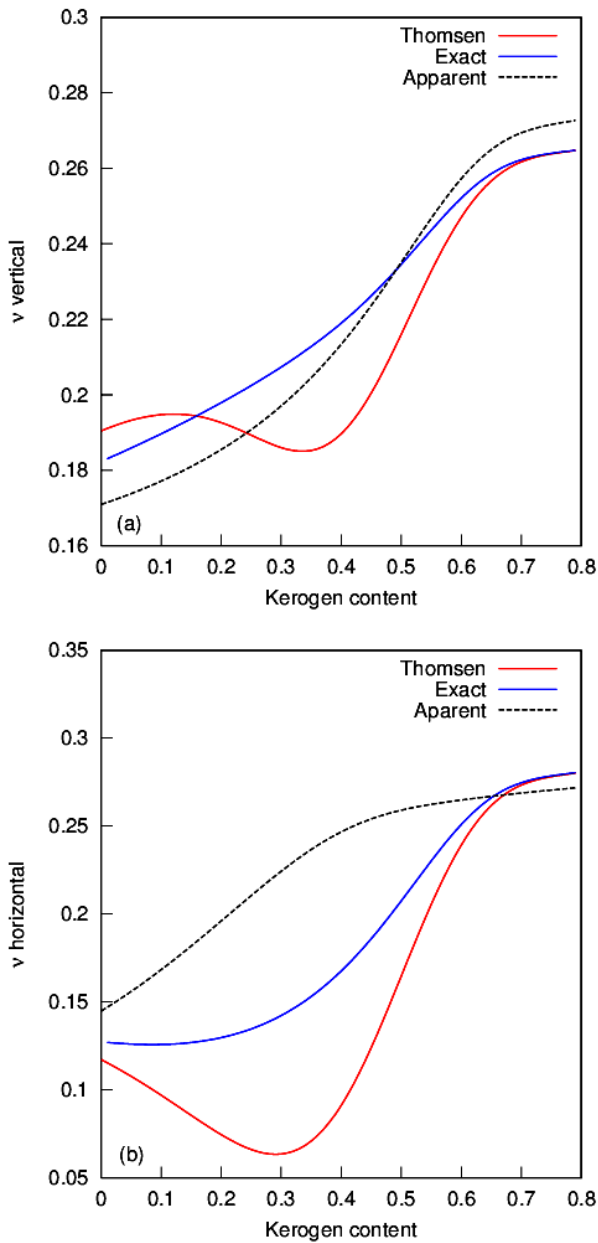 0.3
Thomsen
Exact
Apparent
0.28
0.26
0.24
ν vertical
0.22
0.2
0.18
(a)
0.16
0 0.1 0.2 0.3 0.4 0.5 0.6 0.7 0.8
Kerogen content
0.35
Thomsen
Exact
Aparent
0.3
0.25
ν horizontal
0.2
0.15
0.1
(b)
0.05
0 0.1 0.2 0.3 0.4 0.5 0.6 0.7 0.8
Kerogen content